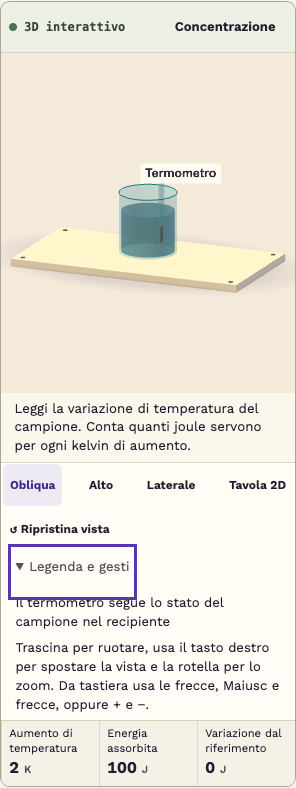 3D interattivo
Concentrazione
Termometro
Leggi la variazione di temperatura del
campione. Conta quanti joule servono
per ogni kelvin di aumento.
Obliqua
Alto
Laterale
Tavola 2D
↺ Ripristina vista
▼ Legenda e gesti
Il termometro segue lo stato del
campione nel recipiente
Trascina per ruotare, usa il tasto destro
per spostare la vista e la rotella per lo
zoom. Da tastiera usa le frecce, Maiusc e
frecce, oppure + e −.
Aumento di
temperatura
2 K
Energia
assorbita
100 J
Variazione dal
riferimento
0 J